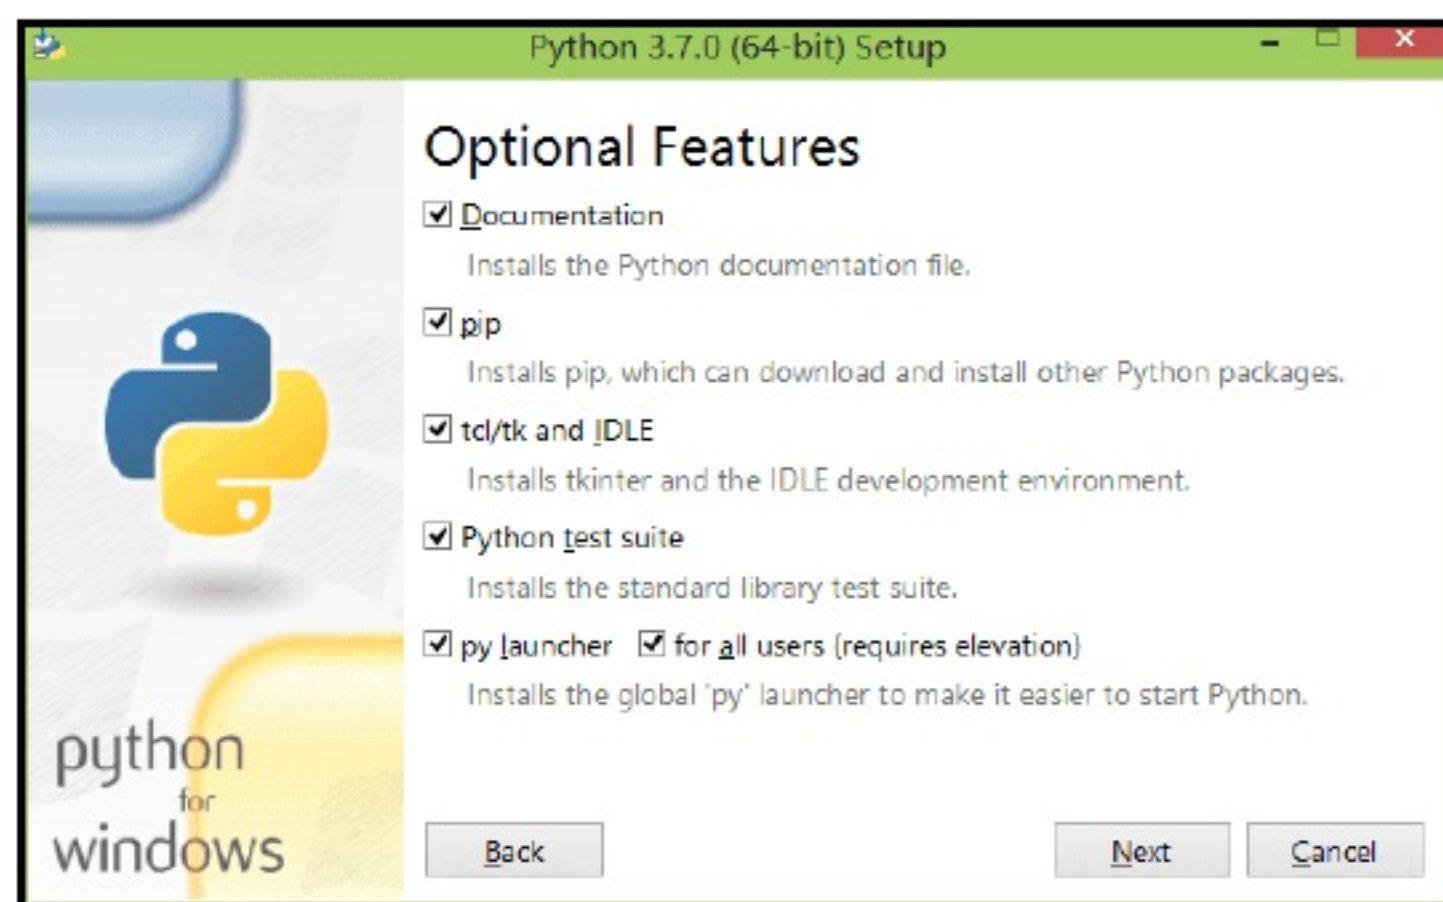 Python 3.7.0 (64-bit) Setup
Optional Features
Documentation
Installs the Python documentation file.
pip
Installs pip, which can download and install other Python packages.
tcl/tk and IDLE
Installs tkinter and the IDLE development environment.
Python test suite
Installs the standard library test suite.
py launcher for all users (requires elevation)
Installs the global 'py' launcher to make it easier to start Python.
python
for
windows
Back Next Cancel